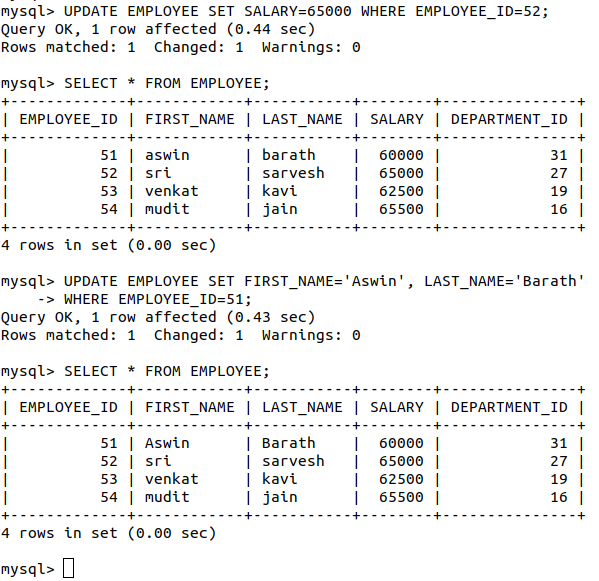 mysql> UPDATE EMPLOYEE SET SALARY=65000 WHERE EMPLOYEE_ID=52;
Query OK, 1 row affected (0.44 sec)
Rows matched: 1  Changed: 1  Warnings: 0

mysql> SELECT * FROM EMPLOYEE;
+-------------+------------+-----------+--------+---------------+
| EMPLOYEE_ID | FIRST_NAME | LAST_NAME | SALARY | DEPARTMENT_ID |
+-------------+------------+-----------+--------+---------------+
|          51 | aswin      | barath    |  60000 |            31 |
|          52 | sri        | sarvesh   |  65000 |            27 |
|          53 | venkat     | kavi      |  62500 |            19 |
|          54 | mudit      | jain      |  65500 |            16 |
+-------------+------------+-----------+--------+---------------+
4 rows in set (0.00 sec)

mysql> UPDATE EMPLOYEE SET FIRST_NAME='Aswin', LAST_NAME='Barath'
    -> WHERE EMPLOYEE_ID=51;
Query OK, 1 row affected (0.43 sec)
Rows matched: 1  Changed: 1  Warnings: 0

mysql> SELECT * FROM EMPLOYEE;
+-------------+------------+-----------+--------+---------------+
| EMPLOYEE_ID | FIRST_NAME | LAST_NAME | SALARY | DEPARTMENT_ID |
+-------------+------------+-----------+--------+---------------+
|          51 | Aswin      | Barath    |  60000 |            31 |
|          52 | sri        | sarvesh   |  65000 |            27 |
|          53 | venkat     | kavi      |  62500 |            19 |
|          54 | mudit      | jain      |  65500 |            16 |
+-------------+------------+-----------+--------+---------------+
4 rows in set (0.00 sec)

mysql>